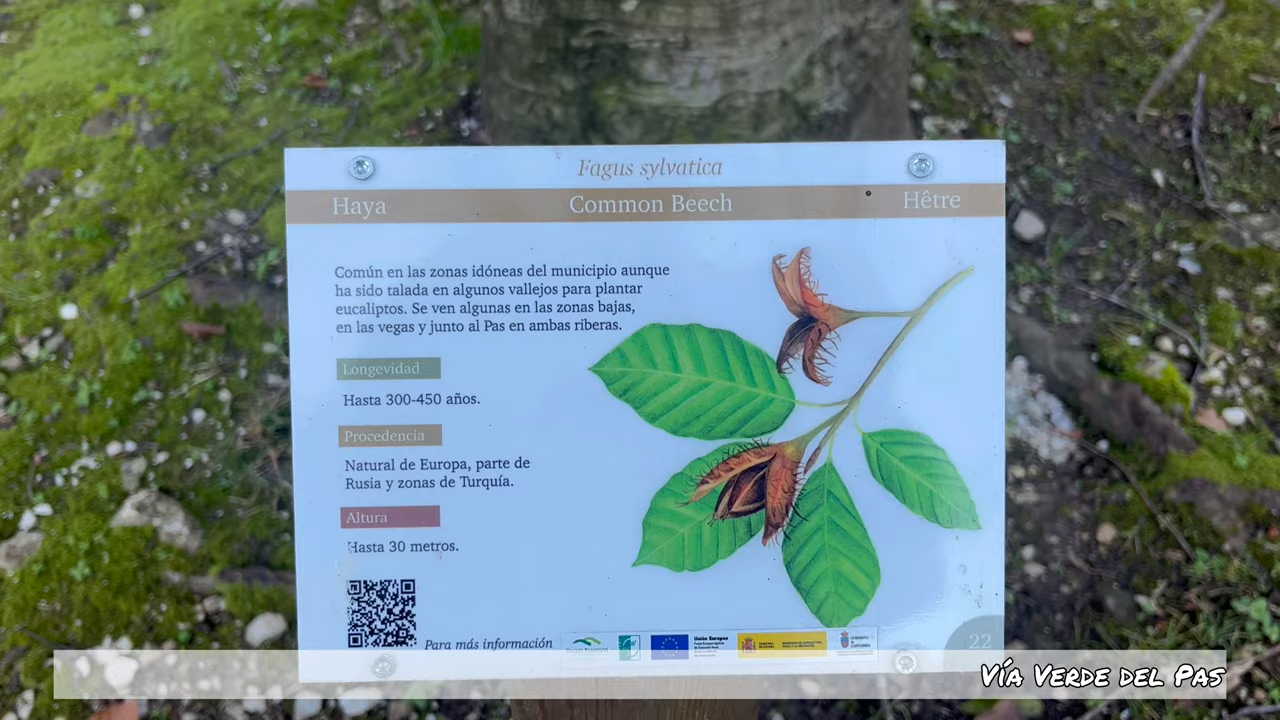 Fagus sylvatica
Haya Common Beech Hêtre
Común en las zonas idóneas del municipio aunque
ha sido talada en algunos vallejos para plantar
eucaliptos. Se ven algunas en las zonas bajas,
en las vegas y junto al Pas en ambas riberas.
Longevidad
Hasta 300-450 años.
Procedencia
Natural de Europa, parte de
Rusia y zonas de Turquía.
Altura
Hasta 30 metros.
Para más información
Unión Europea
22
Vía Verde del Pas